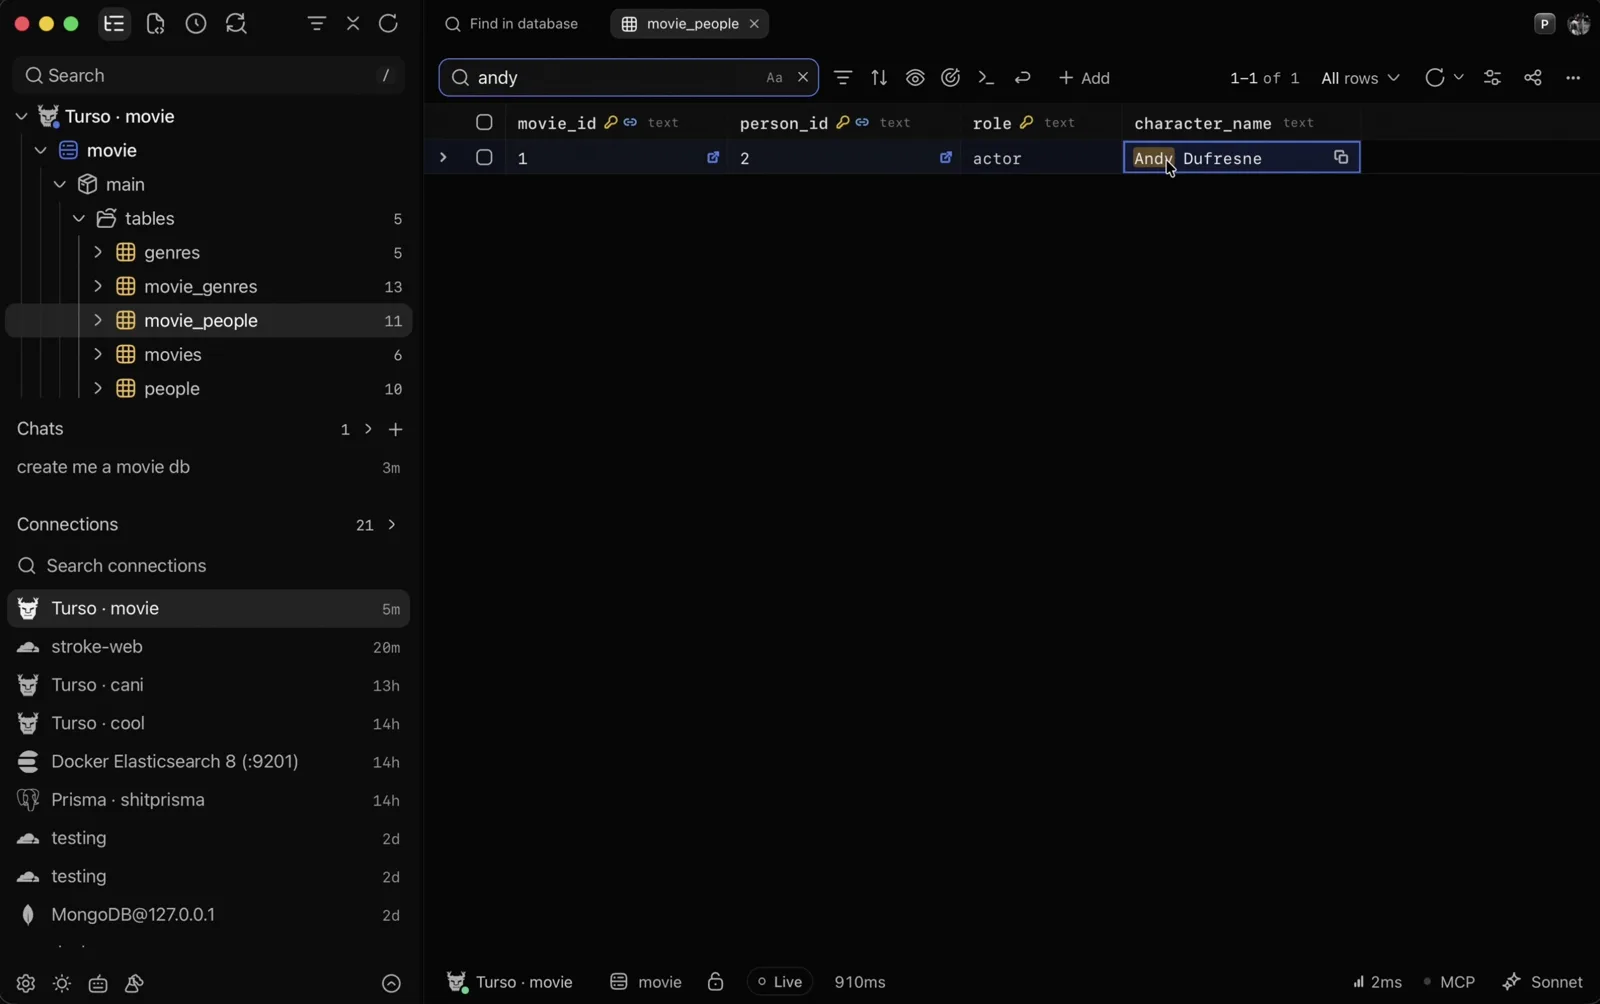 Find in database
movie_people
P
Search /
andy Aa
Add
1–1 of 1
All rows
Turso · movie
movie
main
tables 5
genres 5
movie_genres 13
movie_people 11
movies 6
people 10
movie_id text person_id text role text character_name text
1 2 actor Andy Dufresne
Chats 1
create me a movie db 3m
Connections 21
Search connections
Turso · movie 5m
stroke-web 20m
Turso · cani 13h
Turso · cool 14h
Docker Elasticsearch 8 (:9201) 14h
Prisma · shitprisma 14h
testing 2d
testing 2d
MongoDB@127.0.0.1 2d
Turso · movie movie Live 910ms 2ms MCP Sonnet